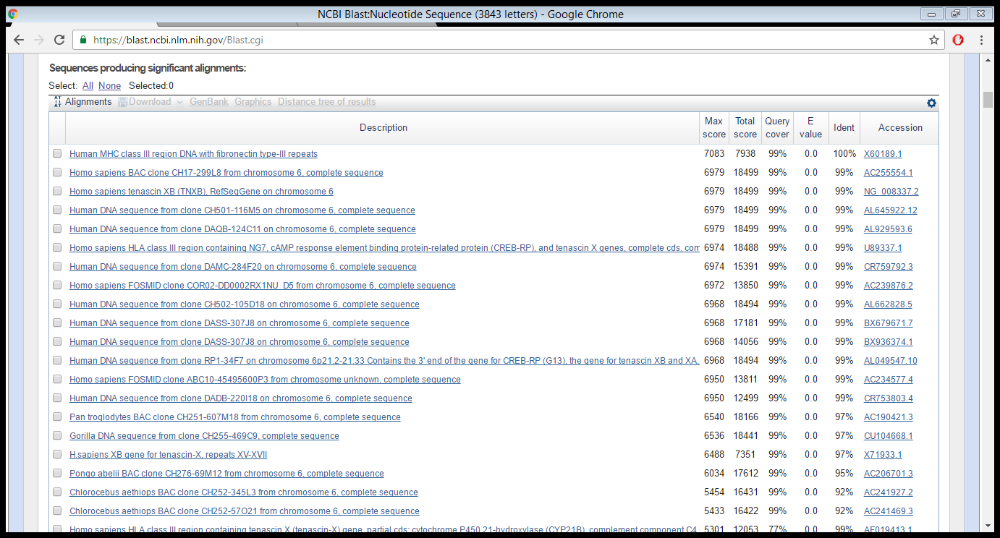 NCBI Blast:Nucleotide Sequence (3843 letters) - Google Chrome
https://blast.ncbi.nlm.nih.gov/Blast.cgi
Sequences producing significant alignments:
Select: All None Selected:0
Alignments Download GenBank Graphics Distance tree of results
Description Max score Total score Query cover E value Ident Accession
Human MHC class III region DNA with fibronectin type-III repeats 7083 7938 99% 0.0 100% X60189.1
Homo sapiens BAC clone CH17-299L8 from chromosome 6, complete sequence 6979 18499 99% 0.0 99% AC255554.1
Homo sapiens tenascin XB (TNXB), RefSeqGene on chromosome 6 6979 18499 99% 0.0 99% NG_008337.2
Human DNA sequence from clone CH501-116M5 on chromosome 6, complete sequence 6979 18499 99% 0.0 99% AL645922.12
Human DNA sequence from clone DAQB-124C11 on chromosome 6, complete sequence 6979 18499 99% 0.0 99% AL929593.6
Homo sapiens HLA class III region containing NG7, cAMP response element binding protein-related protein (CREB-RP), and tenascin X genes, complete cds, com 6974 18488 99% 0.0 99% U89337.1
Human DNA sequence from clone DAMC-284F20 on chromosome 6, complete sequence 6974 15391 99% 0.0 99% CR759792.3
Homo sapiens FOSMID clone COR02-DD0002RX1NU_D5 from chromosome 6, complete sequence 6972 13850 99% 0.0 99% AC239876.2
Human DNA sequence from clone CH502-105D18 on chromosome 6, complete sequence 6968 18494 99% 0.0 99% AL662828.5
Human DNA sequence from clone DASS-307J8 on chromosome 6, complete sequence 6968 17181 99% 0.0 99% BX679671.7
Human DNA sequence from clone DASS-307J8 on chromosome 6, complete sequence 6968 14056 99% 0.0 99% BX936374.1
Human DNA sequence from clone RP1-34F7 on chromosome 6p21.2-21.33 Contains the 3' end of the gene for CREB-RP (G13), the gene for tenascin XB and XA, 6968 18494 99% 0.0 99% AL049547.10
Homo sapiens FOSMID clone ABC10-45495600P3 from chromosome unknown, complete sequence 6950 13811 99% 0.0 99% AC234577.4
Human DNA sequence from clone DADB-220I18 on chromosome 6, complete sequence 6950 12499 99% 0.0 99% CR753803.4
Pan troglodytes BAC clone CH251-607M18 from chromosome 6, complete sequence 6540 18166 99% 0.0 97% AC190421.3
Gorilla DNA sequence from clone CH255-469C9, complete sequence 6536 18441 99% 0.0 97% CU104668.1
H.sapiens XB gene for tenascin-X, repeats XV-XVII 6488 7351 99% 0.0 97% X71933.1
Pongo abelii BAC clone CH276-69M12 from chromosome 6, complete sequence 6034 17612 99% 0.0 95% AC206701.3
Chlorocebus aethiops BAC clone CH252-345L3 from chromosome 6, complete sequence 5454 16431 99% 0.0 92% AC241927.2
Chlorocebus aethiops BAC clone CH252-57O21 from chromosome 6, complete sequence 5433 16422 99% 0.0 92% AC241469.3
Homo sapiens HLA class III region containing tenascin X (tenascin-X) gene, partial cds; cytochrome P450 21-hydroxylase (CYP21B), complement component C4 5301 12053 77% 0.0 99% AF019413.1